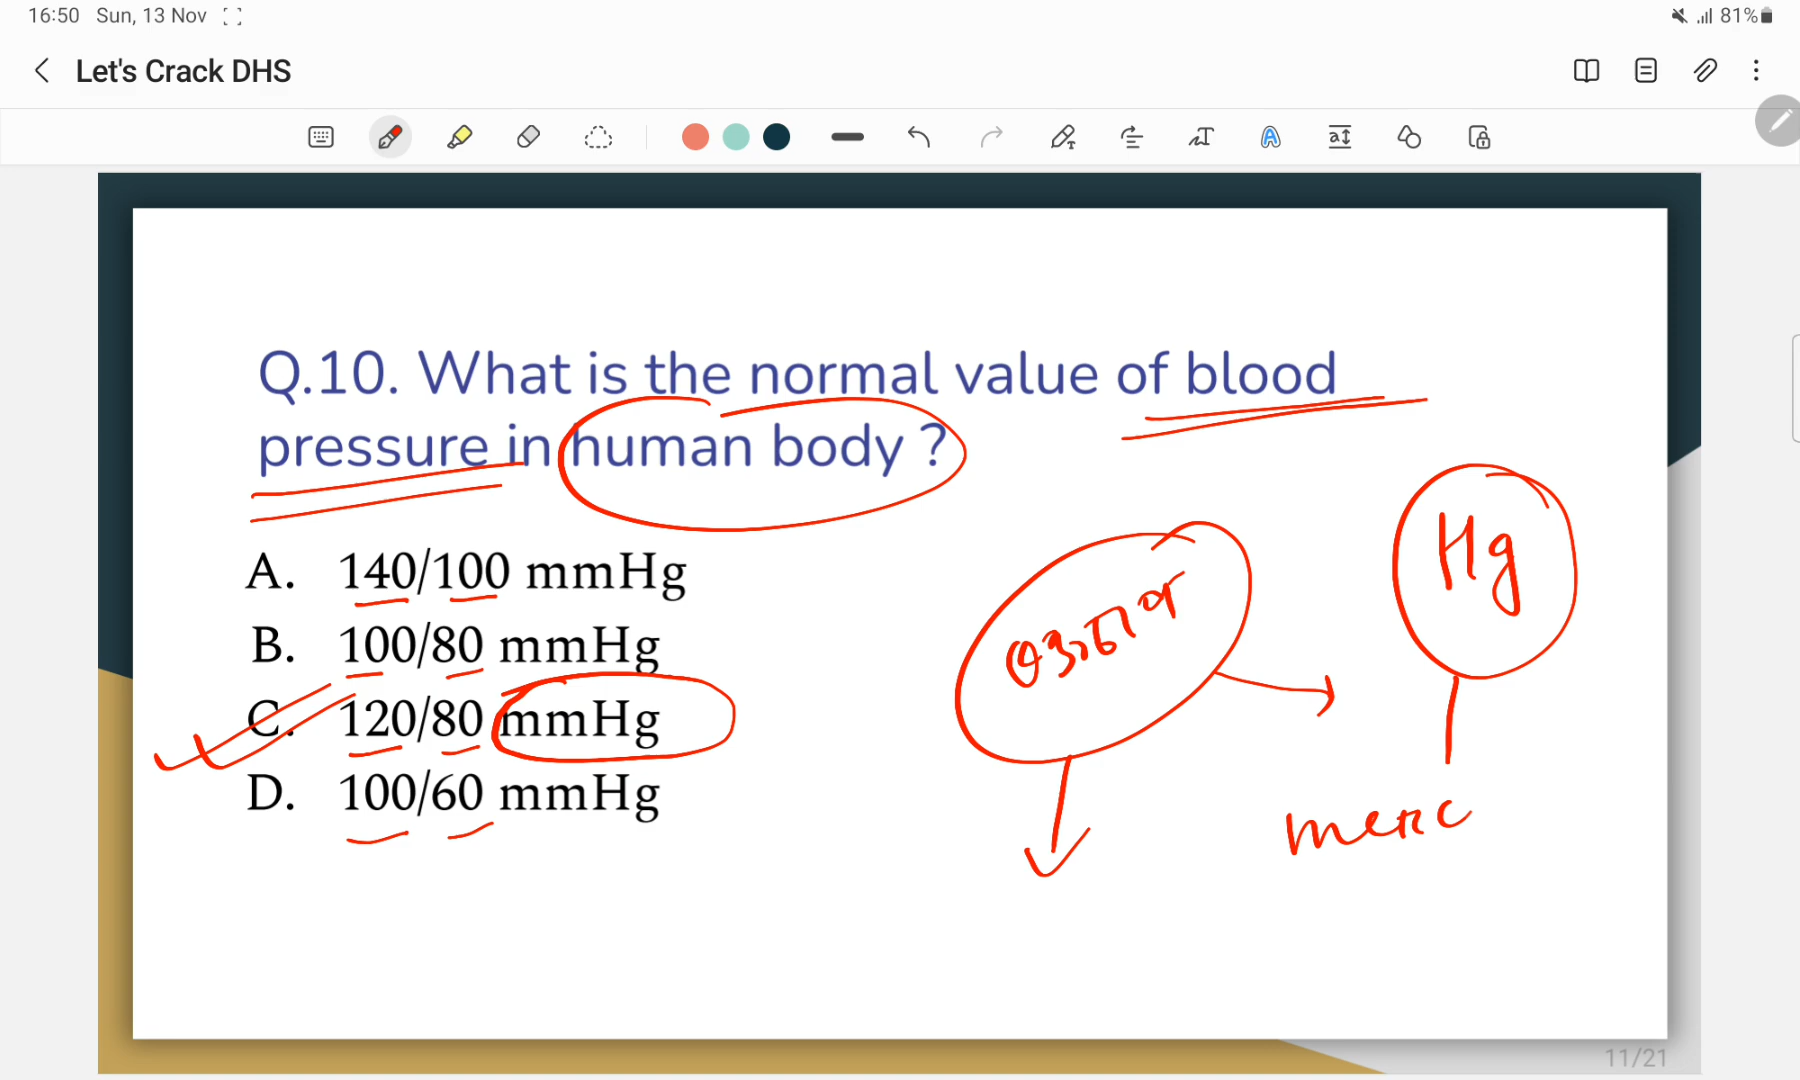 16:50 Sun, 13 Nov
81%
Let's Crack DHS
Q.10. What is the normal value of blood
pressure in human body ?
A. 140/100 mmHg
B. 100/80 mmHg
C. 120/80 mmHg
D. 100/60 mmHg
Hg
merc
11/21